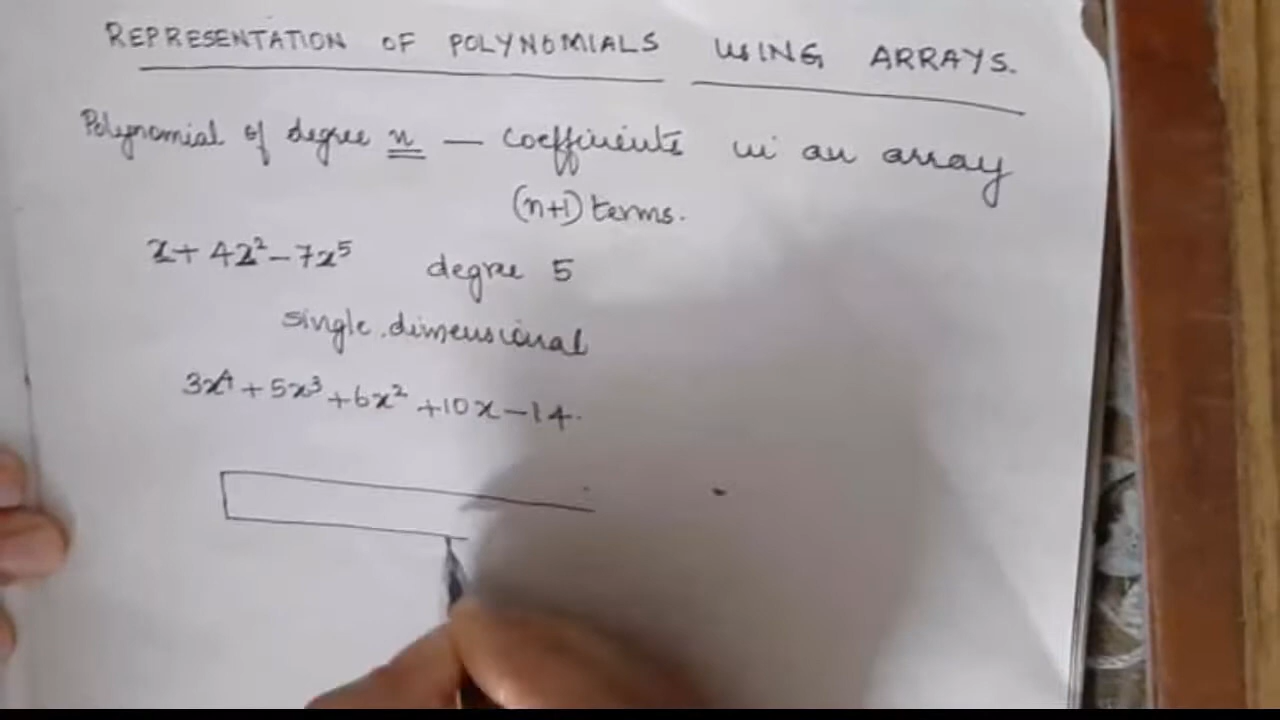 REPRESENTATION OF POLYNOMIALS USING ARRAYS.
Polynomial of degree n — coefficients in an array
(n+1) terms.
x + 4x² - 7x⁵ degree 5
single dimensional
3x⁴ + 5x³ + 6x² + 10x - 14.